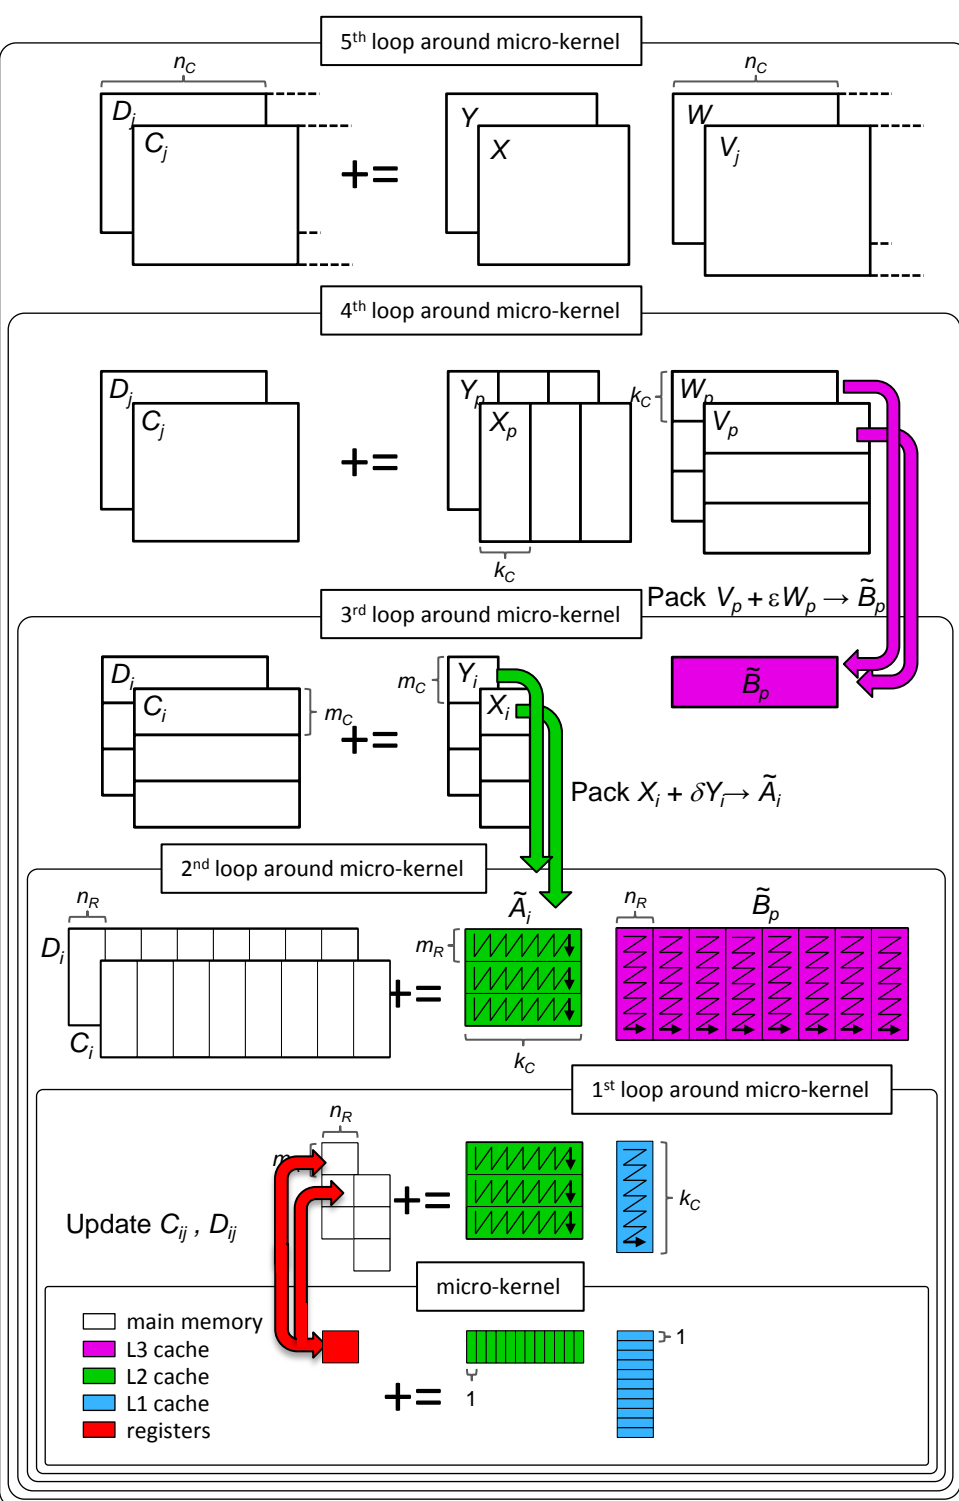 5th loop around micro-kernel
nC nC
Dj Y W
Cj += X Vj
4th loop around micro-kernel
Dj Yp kC Wp
Cj += Xp Vp
kC
Pack Vp + εWp → B̃p
3rd loop around micro-kernel
Di mC Yi
Ci mC += Xi B̃p
Pack Xi + δYi → Ãi
2nd loop around micro-kernel
nR Ãi nR B̃p
Di mR
+=
Ci kC
1st loop around micro-kernel
nR
m
+= kC
Update Cij , Dij
micro-kernel
main memory
L3 cache 1
L2 cache
L1 cache += 1
registers